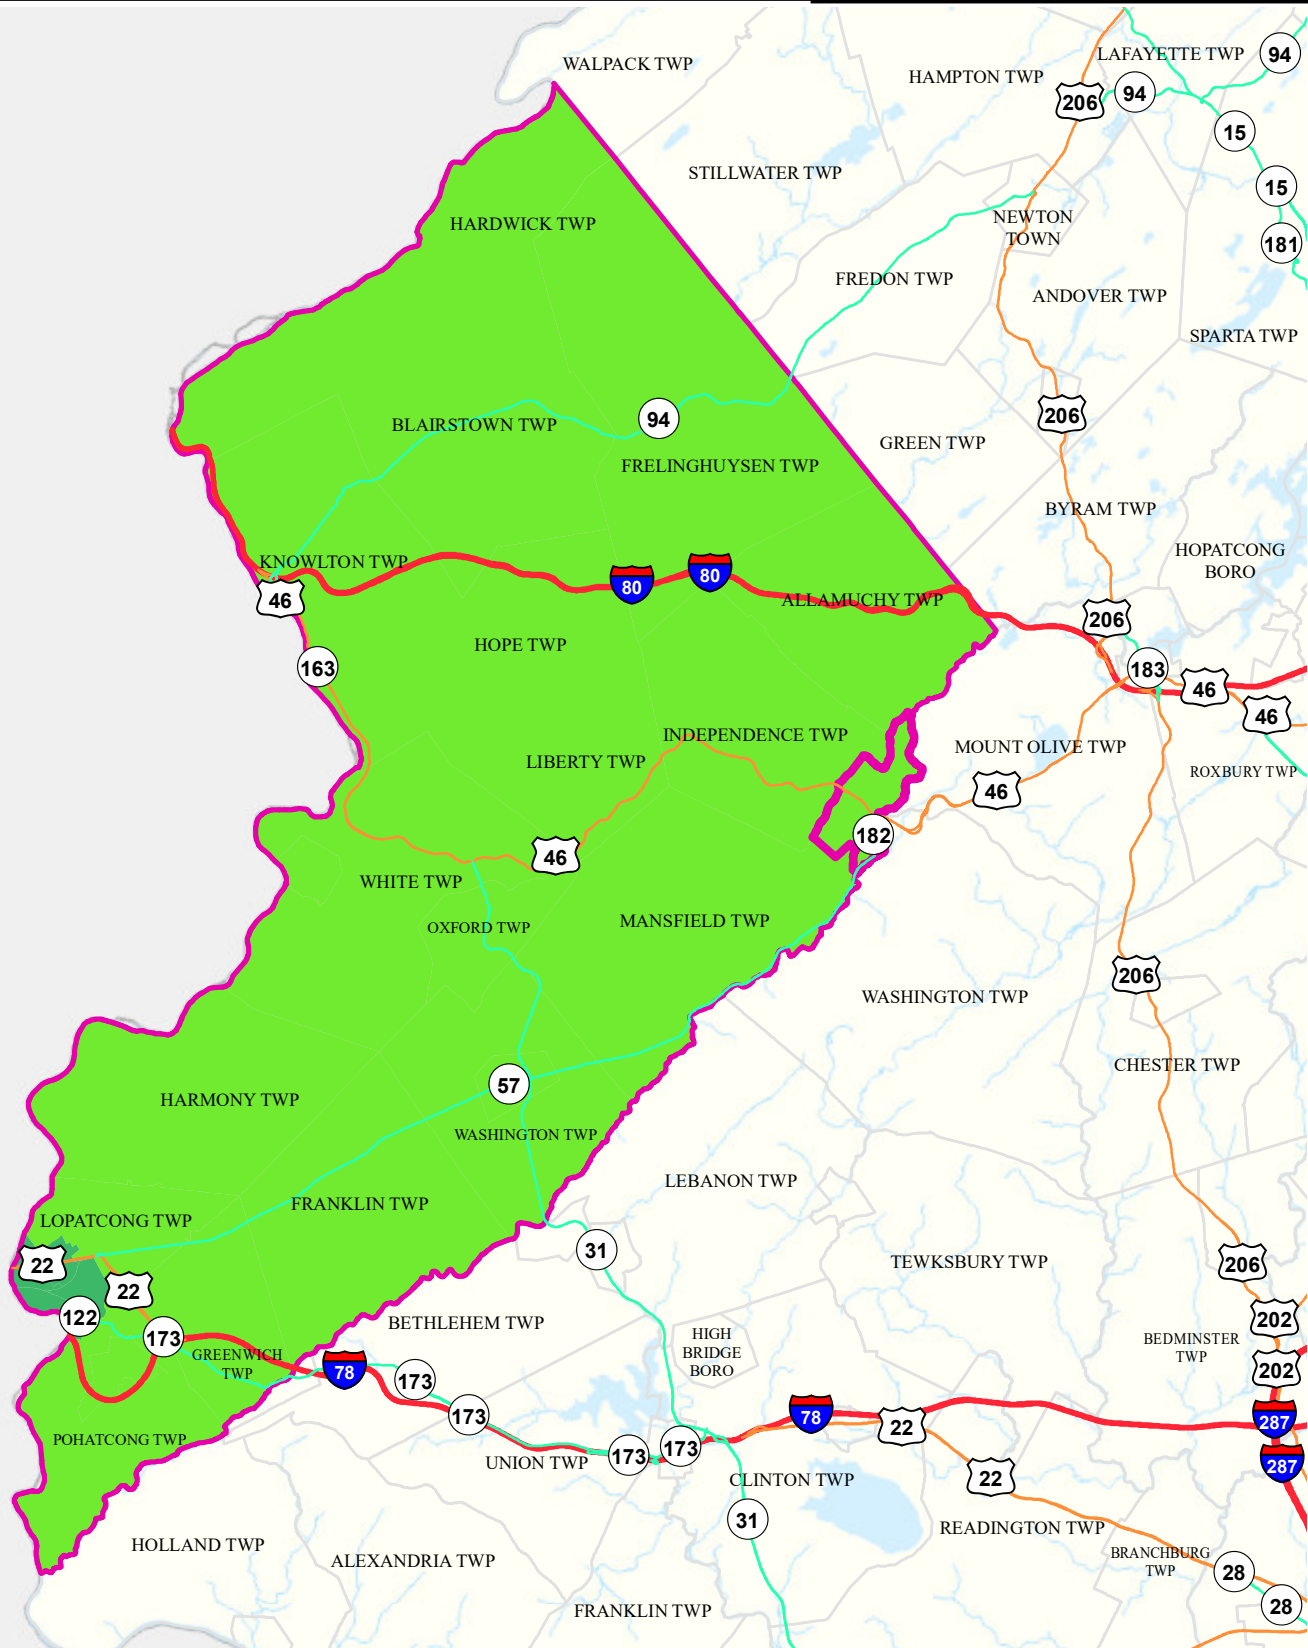 WALPACK TWP
LAFAYETTE TWP
94
HAMPTON TWP
206
94
15
STILLWATER TWP
15
HARDWICK TWP
NEWTON
TOWN
181
FREDON TWP
ANDOVER TWP
SPARTA TWP
206
94
BLAIRSTOWN TWP
GREEN TWP
FRELINGHUYSEN TWP
BYRAM TWP
HOPATCONG
BORO
KNOWLTON TWP
80
80
46
ALLAMUCHY TWP
206
HOPE TWP
163
183
46
46
INDEPENDENCE TWP
MOUNT OLIVE TWP
LIBERTY TWP
ROXBURY TWP
46
182
46
WHITE TWP
OXFORD TWP
MANSFIELD TWP
206
WASHINGTON TWP
CHESTER TWP
57
HARMONY TWP
WASHINGTON TWP
LEBANON TWP
FRANKLIN TWP
LOPATCONG TWP
31
22
TEWKSBURY TWP
206
22
122
202
BETHLEHEM TWP
173
HIGH
BRIDGE
BORO
BEDMINSTER
TWP
GREENWICH
TWP
78
202
173
78
173
287
22
POHATCONG TWP
173
173
UNION TWP
287
CLINTON TWP
22
31
READINGTON TWP
HOLLAND TWP
ALEXANDRIA TWP
BRANCHBURG
TWP
28
28
FRANKLIN TWP